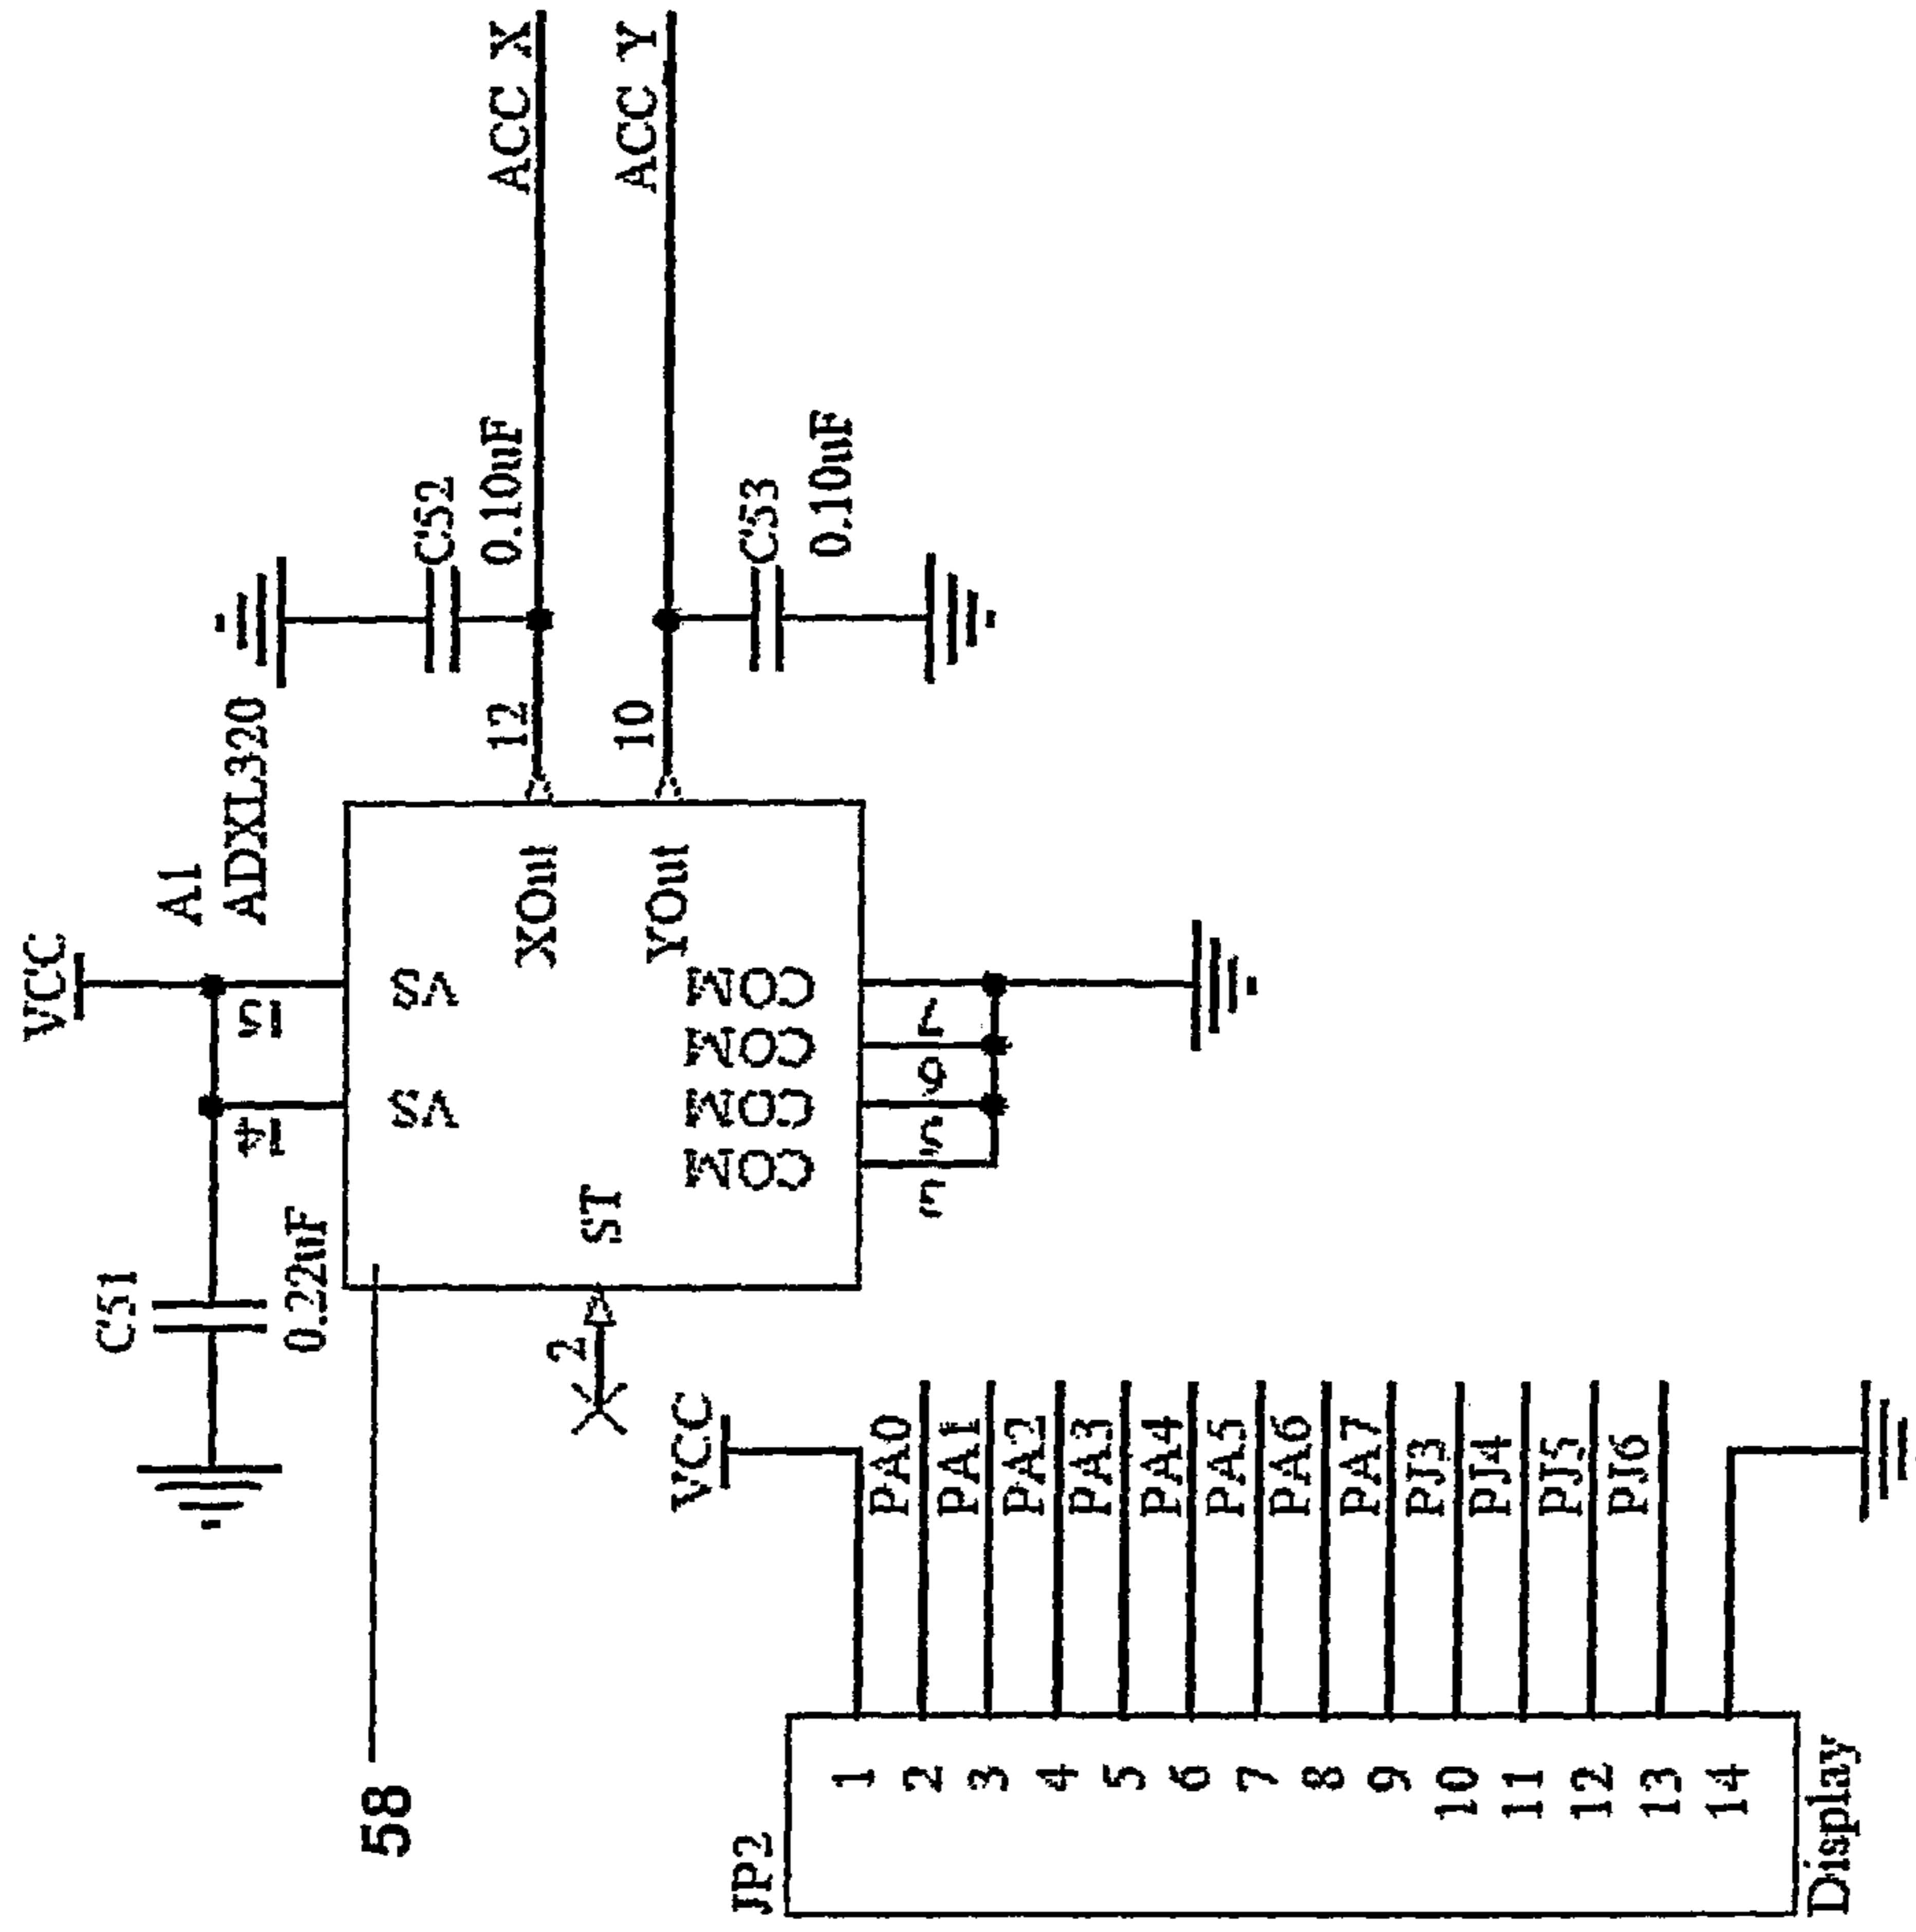 VCC
A1
ADXL320
C51
0.22uF
14
15
VS
VS
C52
0.10uF
12
XOut
ACC X
10
YOut
ACC Y
C53
0.10uF
ST
2
COM
COM
COM
COM
3
5
6
7
58
VCC
JP2
1
PA0
2
PA1
3
PA2
4
PA3
5
PA4
6
PA5
7
PA6
8
PA7
9
PJ3
10
PJ4
11
PJ5
12
PJ6
13
14
Display